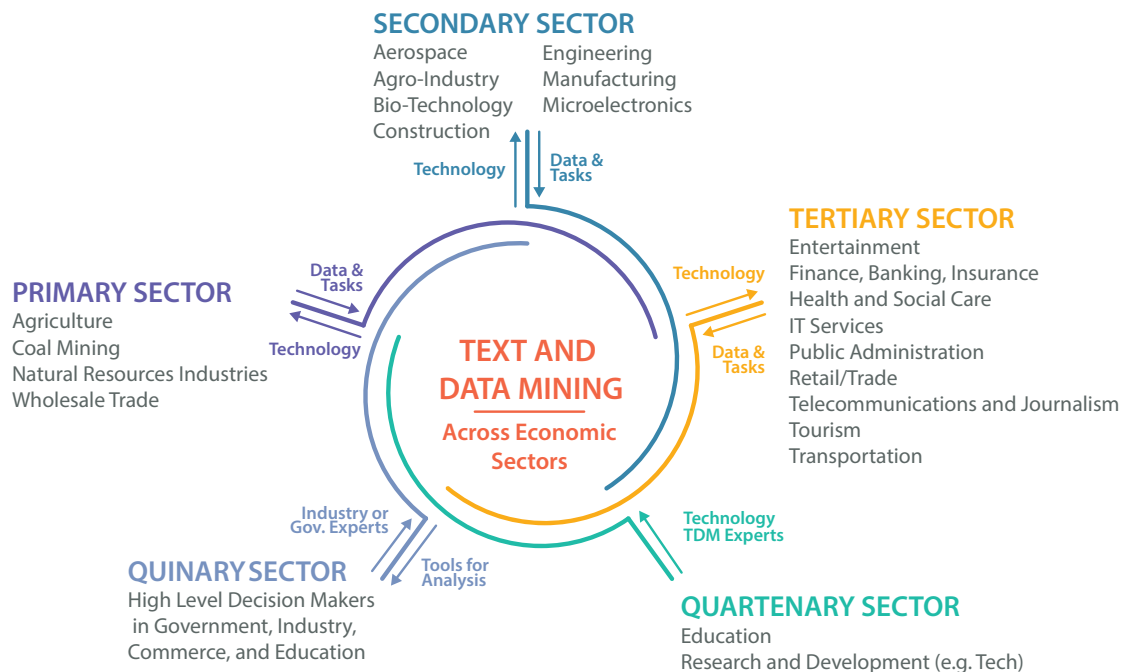 SECONDARY SECTOR
Aerospace
Agro-Industry
Bio-Technology
Construction
Engineering
Manufacturing
Microelectronics
Technology
Data &
Tasks
TERTIARY SECTOR
Entertainment
Finance, Banking, Insurance
Health and Social Care
IT Services
Public Administration
Retail/Trade
Telecommunications and Journalism
Tourism
Transportation
Technology
Data &
Tasks
PRIMARY SECTOR
Agriculture
Coal Mining
Natural Resources Industries
Wholesale Trade
Data &
Tasks
Technology
TEXT AND
DATA MINING
Across Economic
Sectors
Industry or
Gov. Experts
Tools for
Analysis
QUINARY SECTOR
High Level Decision Makers
in Government, Industry,
Commerce, and Education
Technology
TDM Experts
QUARTENARY SECTOR
Education
Research and Development (e.g. Tech)